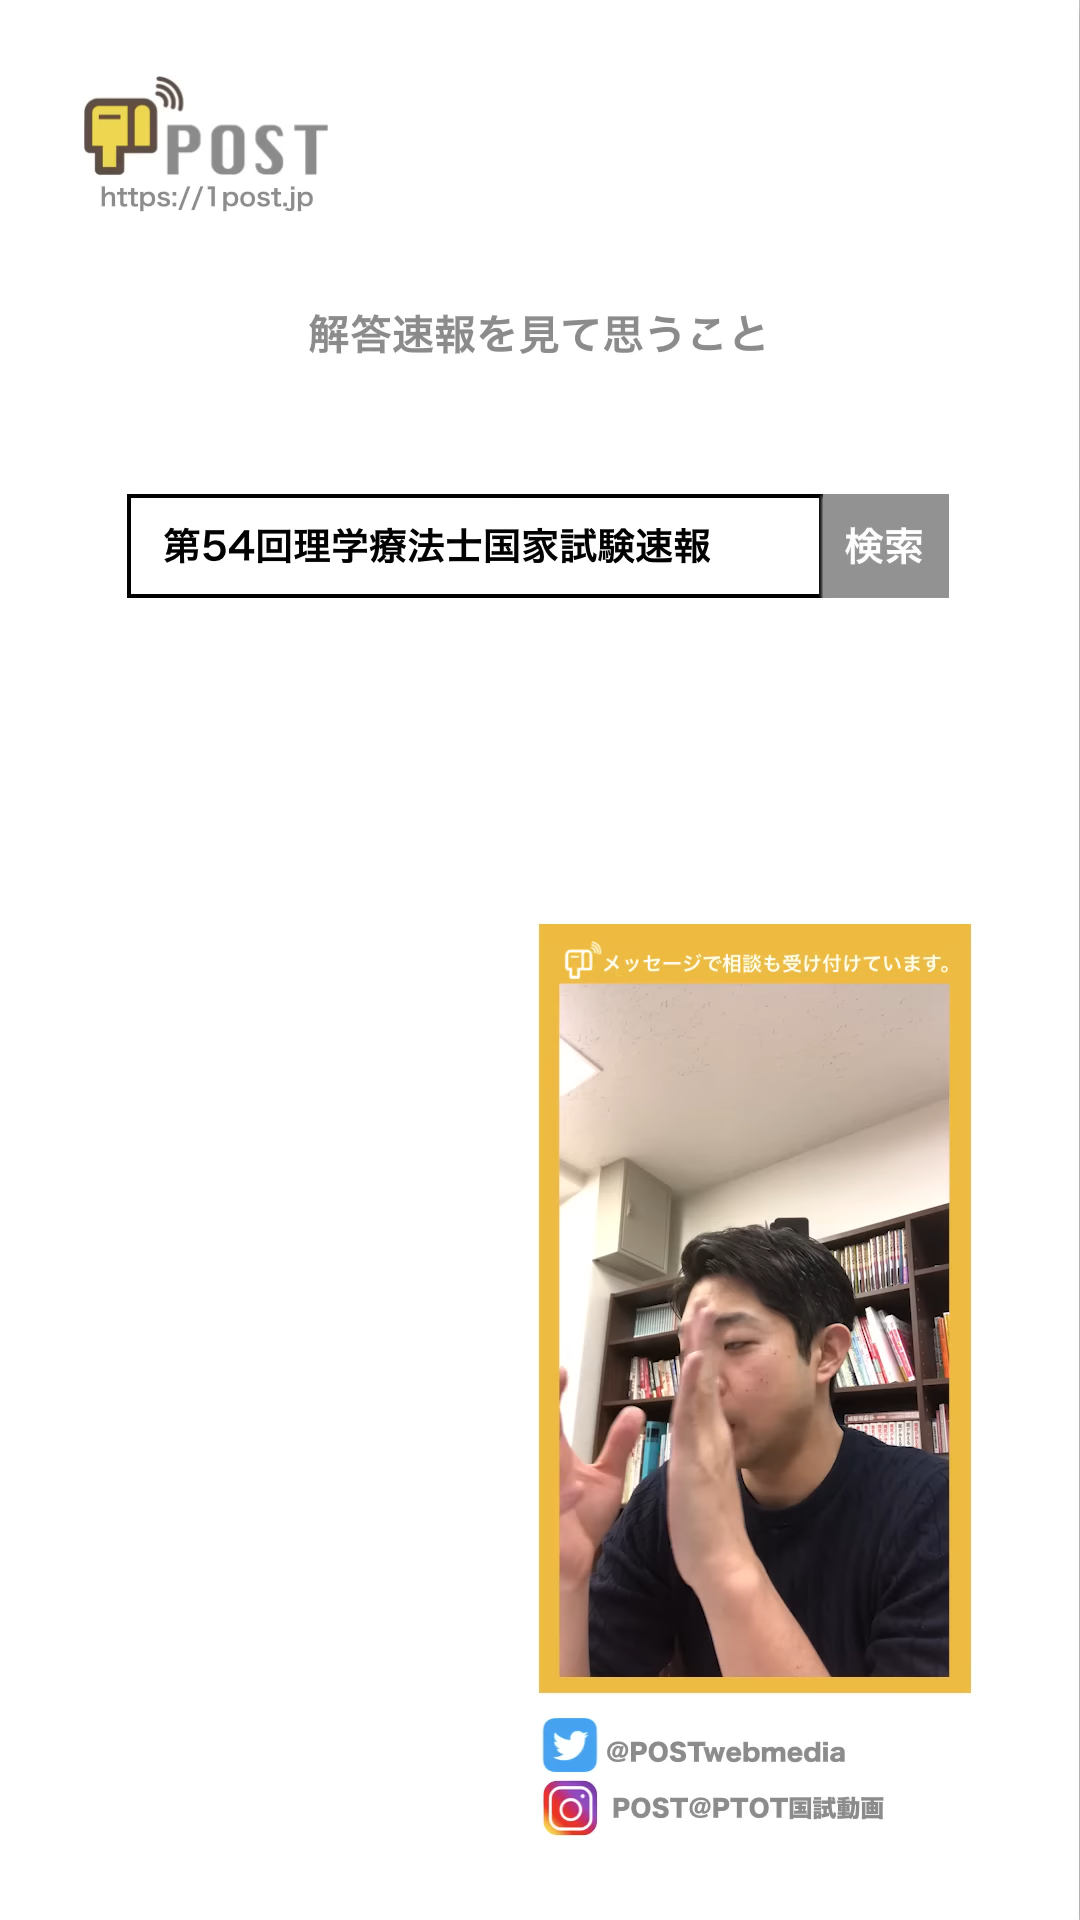 POST
https://1post.jp
解答速報を見て思うこと
第54回理学療法士国家試験速報
検索
メッセージで相談も受け付けています。
@POSTwebmedia
POST@PTOT国試動画